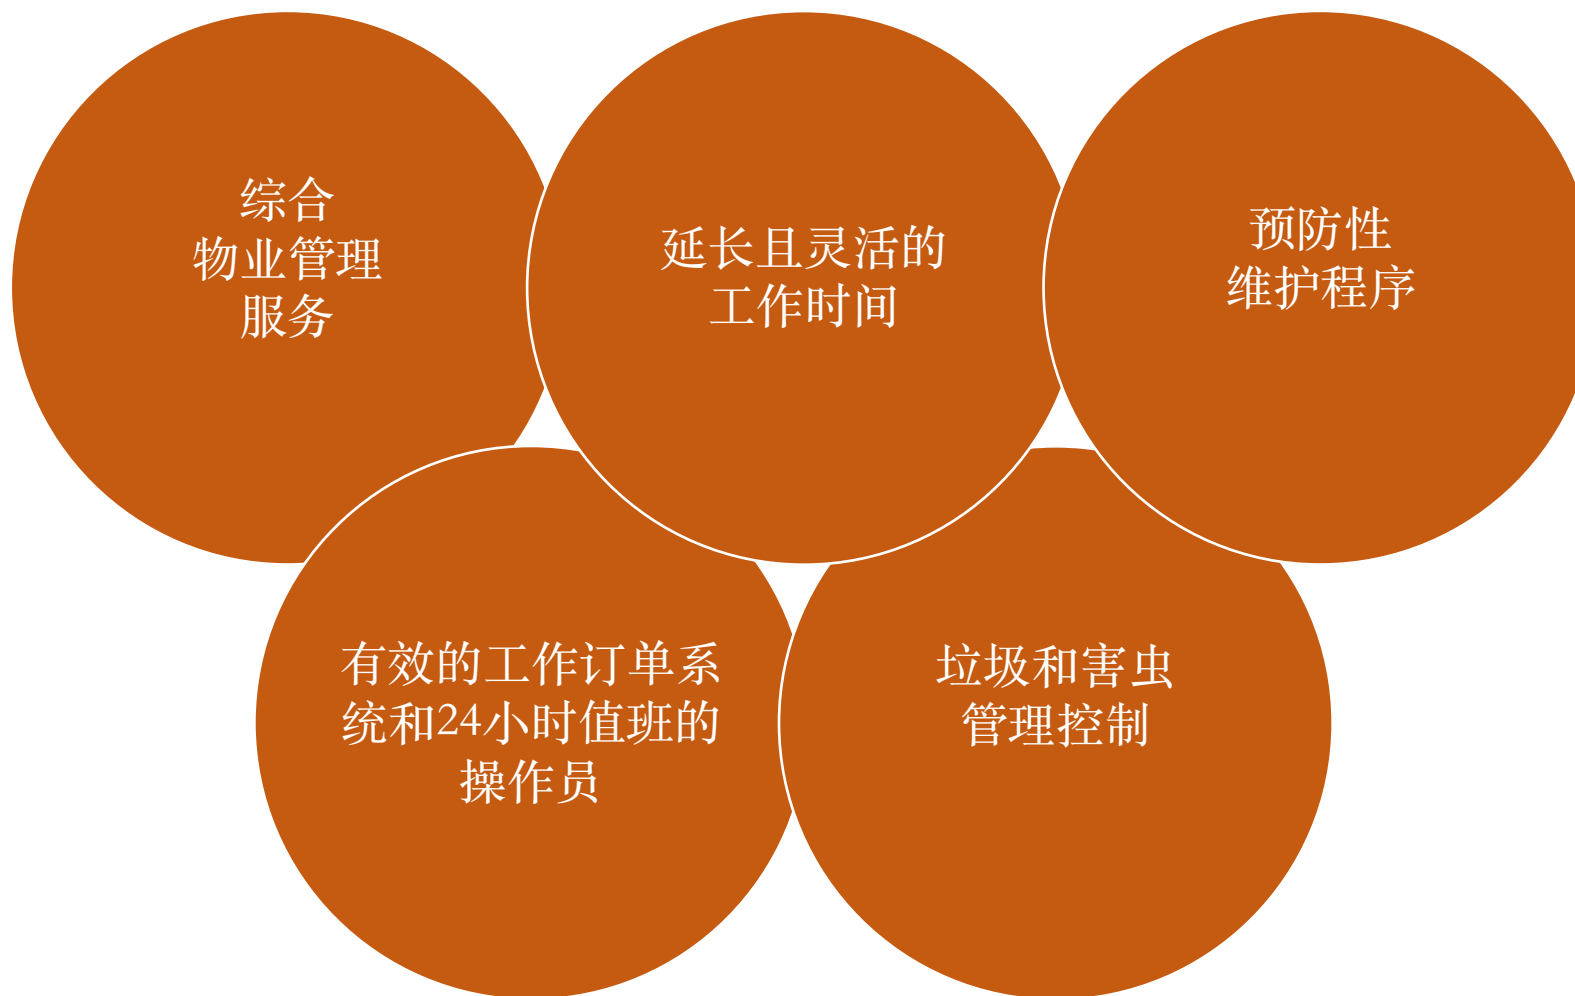 综合
物业管理
服务
延长且灵活的
工作时间
预防性
维护程序
有效的工作订单系
统和24小时值班的
操作员
垃圾和害虫
管理控制